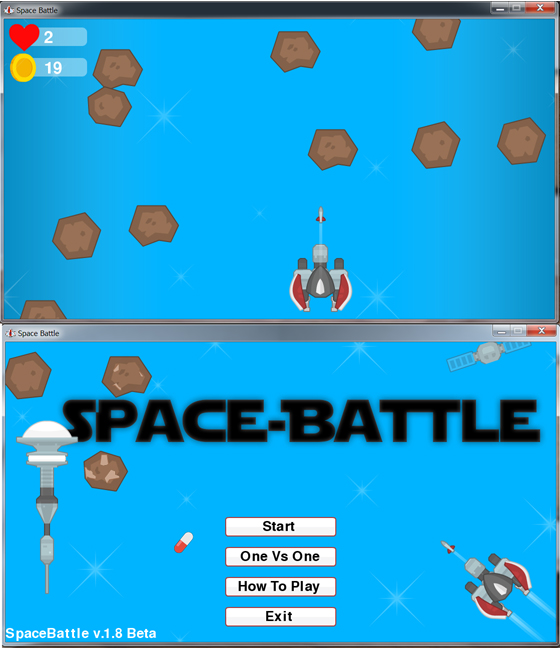 Space Battle
2
19
Space Battle
SPACE-BATTLE
Start
One Vs One
How To Play
Exit
SpaceBattle v.1.8 Beta